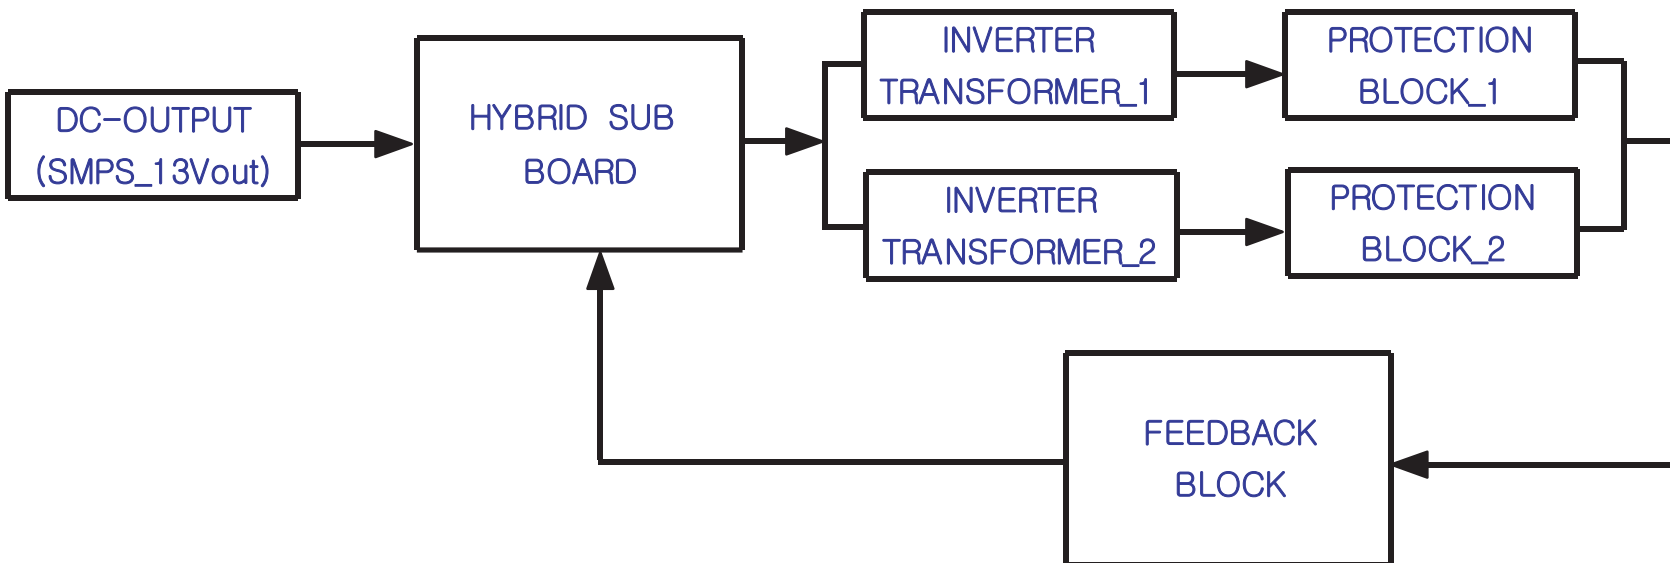 DC-OUTPUT
(SMPS_13Vout)
HYBRID SUB
BOARD
INVERTER
TRANSFORMER_1
PROTECTION
BLOCK_1
INVERTER
TRANSFORMER_2
PROTECTION
BLOCK_2
FEEDBACK
BLOCK